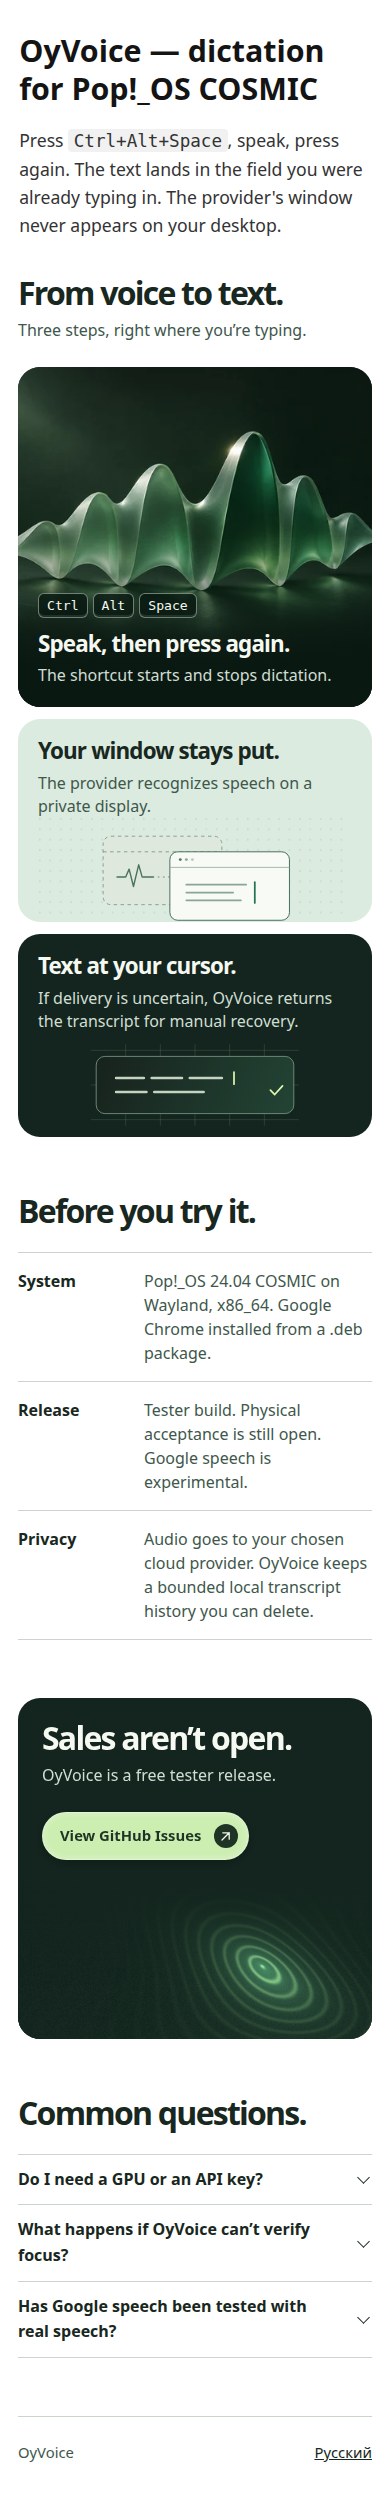 OyVoice — dictation
for Pop!_OS COSMIC
Press Ctrl+Alt+Space, speak, press
again. The text lands in the field you were
already typing in. The provider's window
never appears on your desktop.
From voice to text.
Three steps, right where you’re typing.
Ctrl Alt Space
Speak, then press again.
The shortcut starts and stops dictation.
Your window stays put.
The provider recognizes speech on a
private display.
Text at your cursor.
If delivery is uncertain, OyVoice returns
the transcript for manual recovery.
Before you try it.
System
Pop!_OS 24.04 COSMIC on
Wayland, x86_64. Google
Chrome installed from a .deb
package.
Release
Tester build. Physical
acceptance is still open.
Google speech is
experimental.
Privacy
Audio goes to your chosen
cloud provider. OyVoice keeps
a bounded local transcript
history you can delete.
Sales aren’t open.
OyVoice is a free tester release.
View GitHub Issues
Common questions.
Do I need a GPU or an API key?
What happens if OyVoice can’t verify
focus?
Has Google speech been tested with
real speech?
OyVoice
Русский